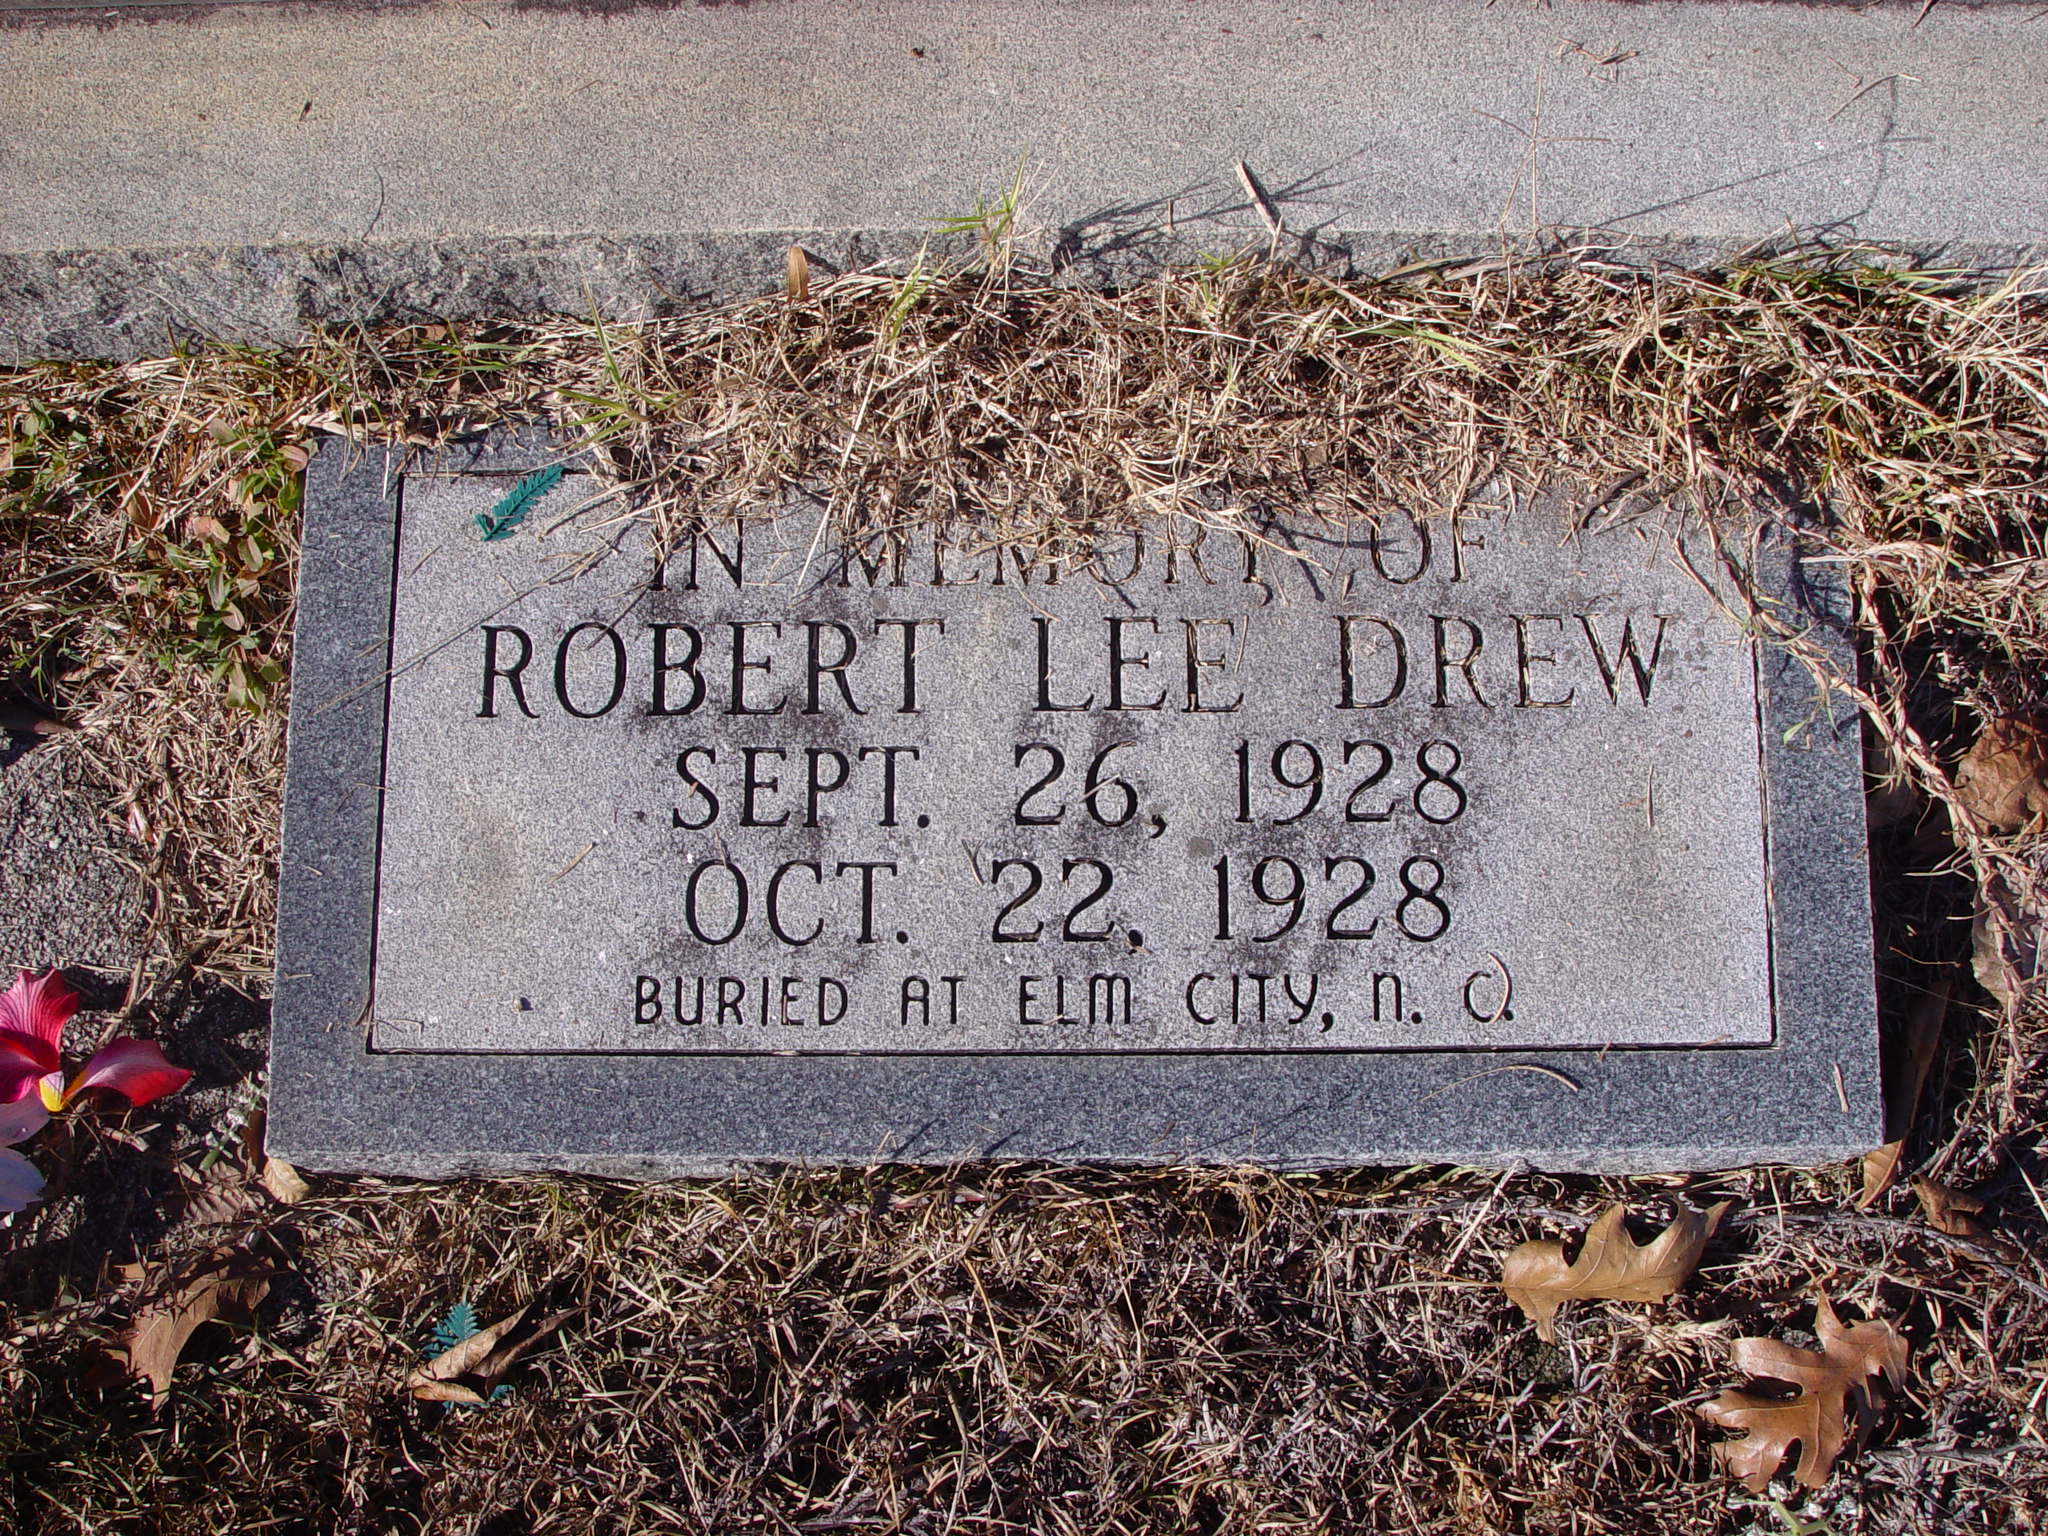 IN MEMORY OF
ROBERT LEE DREW
SEPT. 26, 1928
OCT. 22, 1928
BURIED AT ELM CITY, N. C.